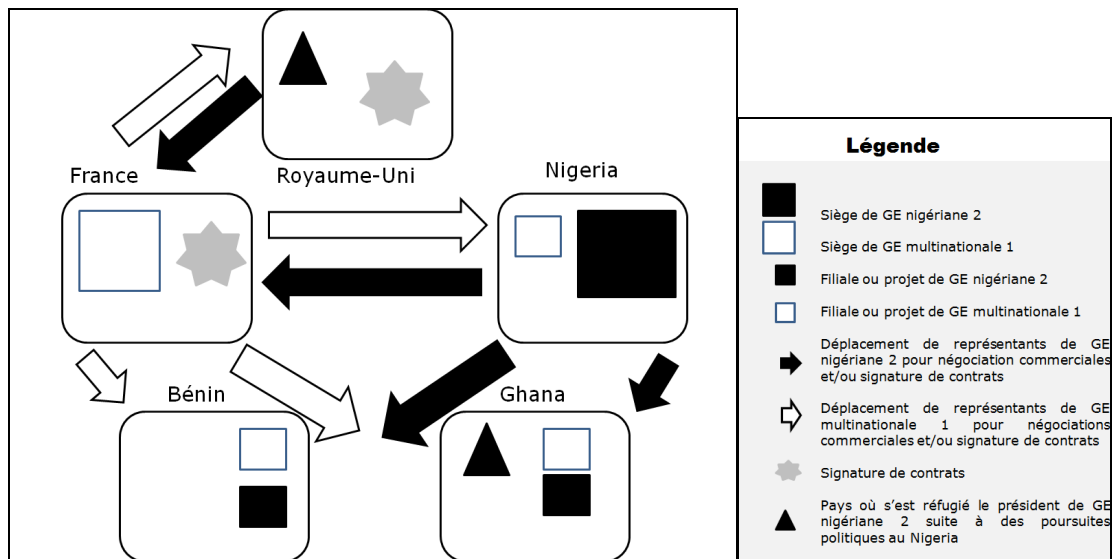 France
Royaume-Uni
Nigeria
Bénin
Ghana
Légende
Siège de GE nigériane 2
Siège de GE multinationale 1
Filiale ou projet de GE nigériane 2
Filiale ou projet de GE multinationale 1
Déplacement de représentants de GE
nigériane 2 pour négociation commerciales
et/ou signature de contrats
Déplacement de représentants de GE
multinationale 1 pour négociations
commerciales et/ou signature de contrats
Signature de contrats
Pays où s'est réfugié le président de GE
nigériane 2 suite à des poursuites
politiques au Nigeria